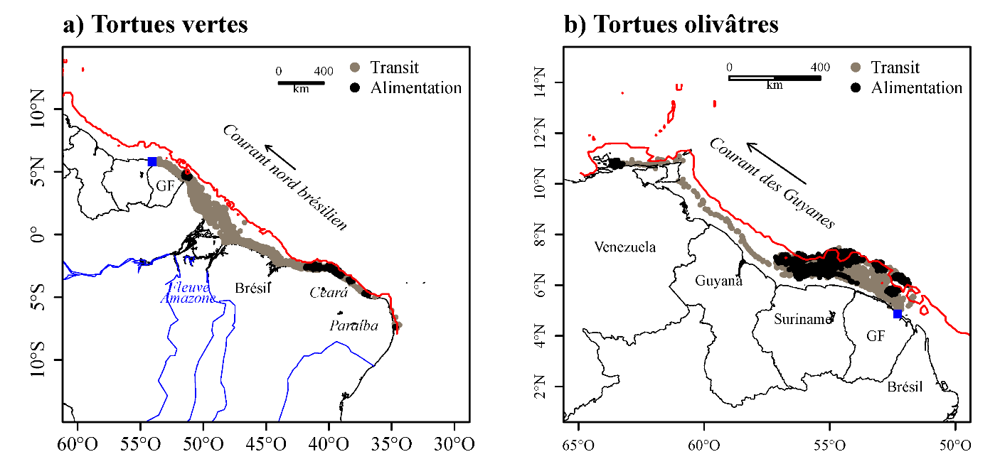 a) Tortues vertes
0 400
km
Transit
Alimentation
Courant nord brésilien
GF
Fleuve
Amazone
Brésil
Ceará
Paraíba
10°N
5°N
0°
5°S
10°S
60°O 55°O 50°O 45°O 40°O 35°O 30°O
b) Tortues olivâtres
0 400
km
Transit
Alimentation
Courant des Guyanes
Venezuela
Guyana
Suriname
GF
Brésil
14°N
12°N
10°N
8°N
6°N
4°N
2°N
65°O 60°O 55°O 50°O